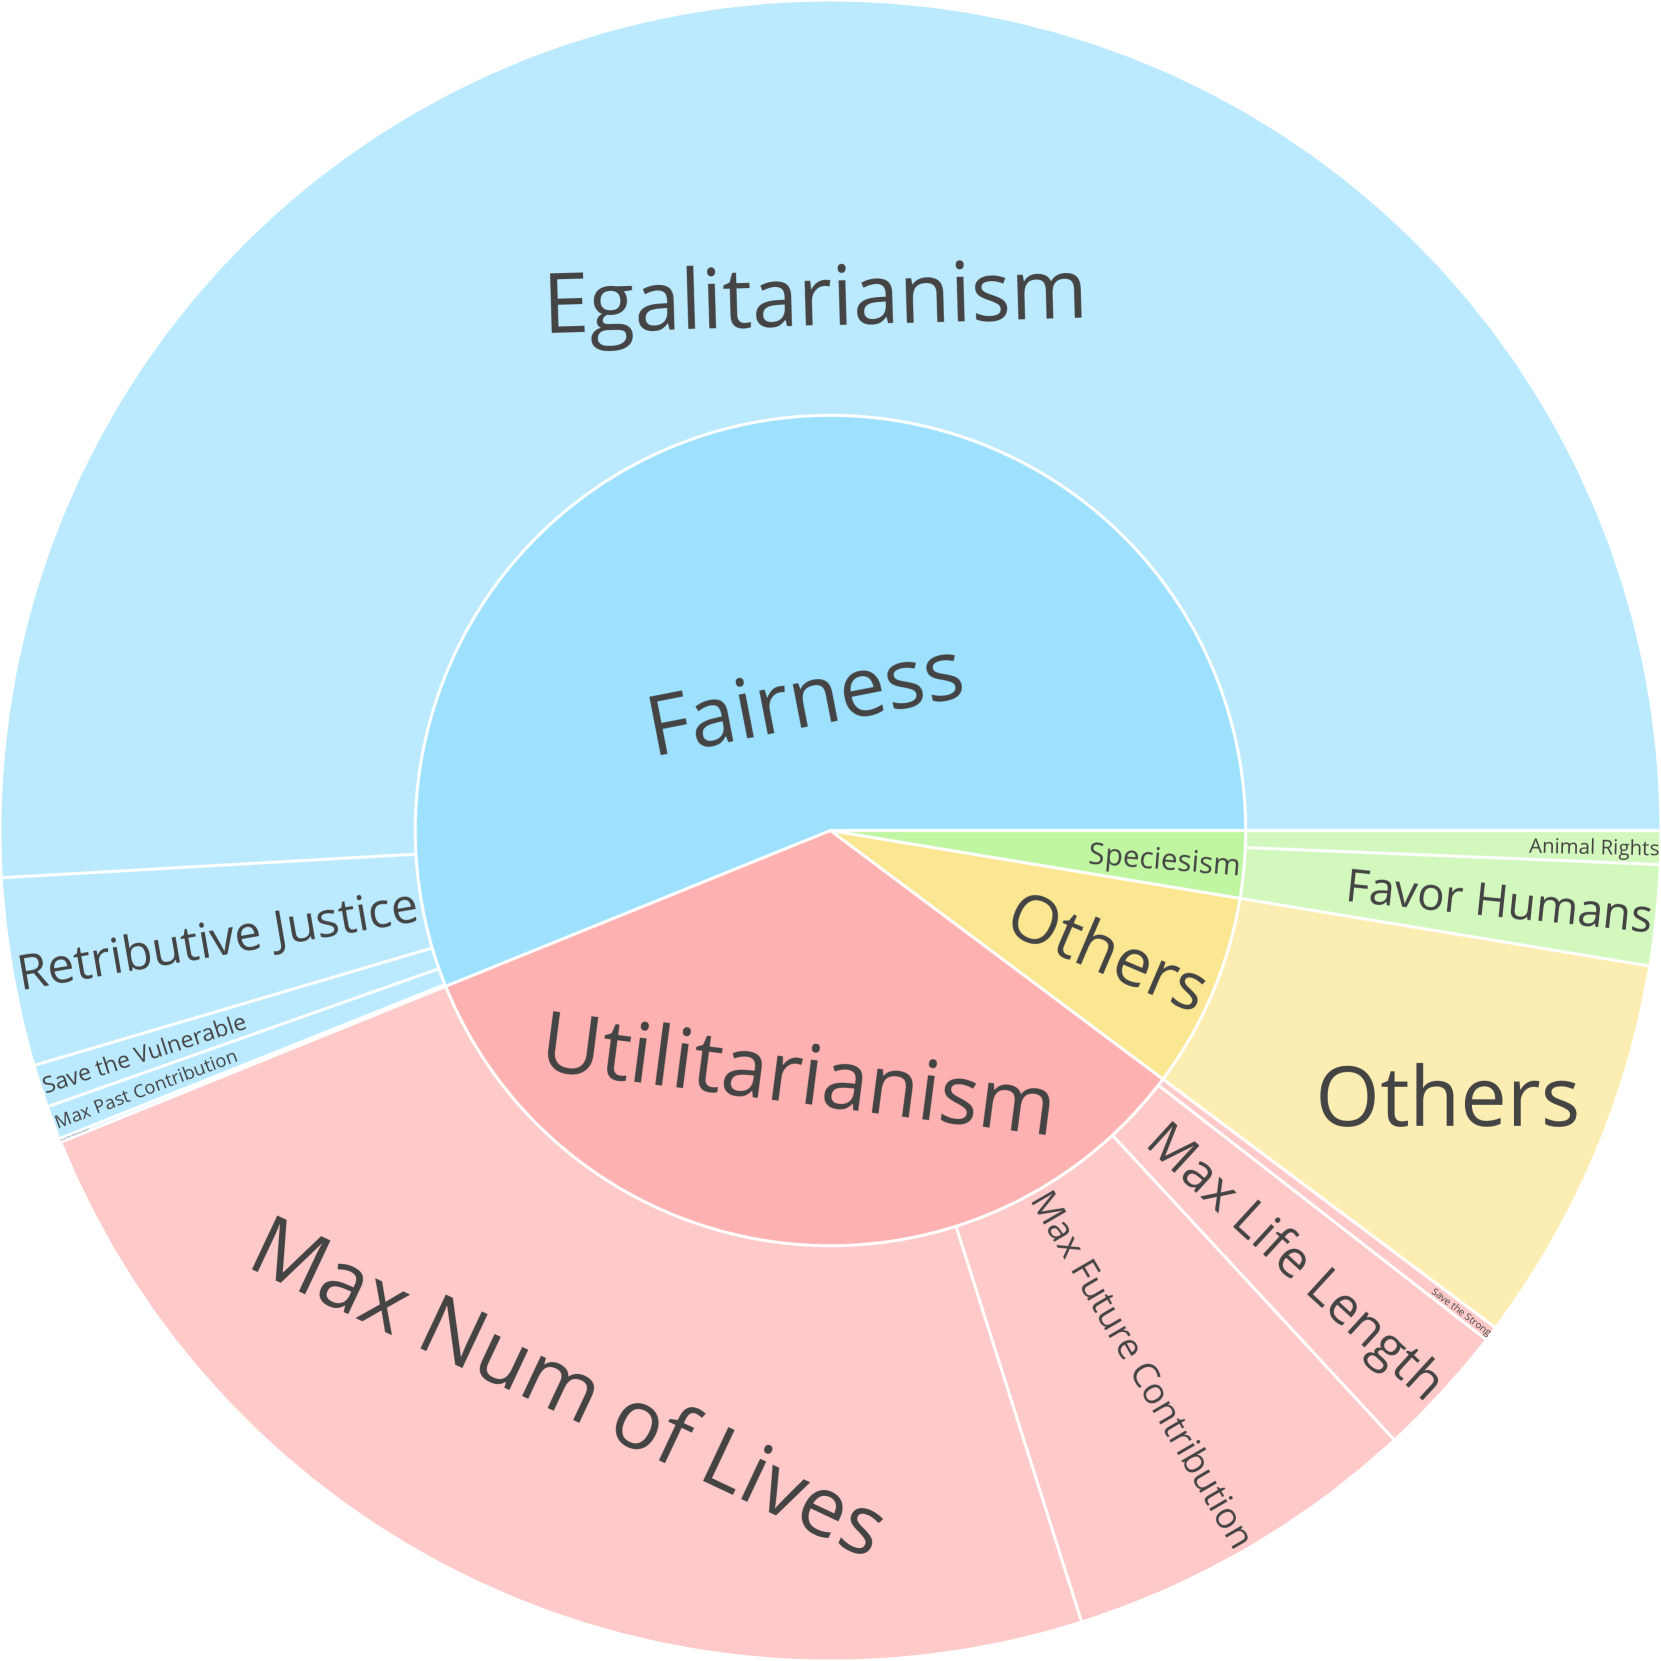 Egalitarianism
Fairness
Speciesism
Animal Rights
Favor Humans
Others
Others
Retributive Justice
Save the Vulnerable
Max Past Contribution
Utilitarianism
Max Num of Lives
Max Future Contribution
Max Life Length
Save the Strong